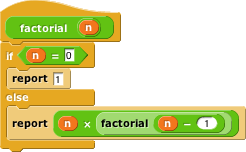 factorial n
if n = 0
report 1
else
report n × factorial n − 1